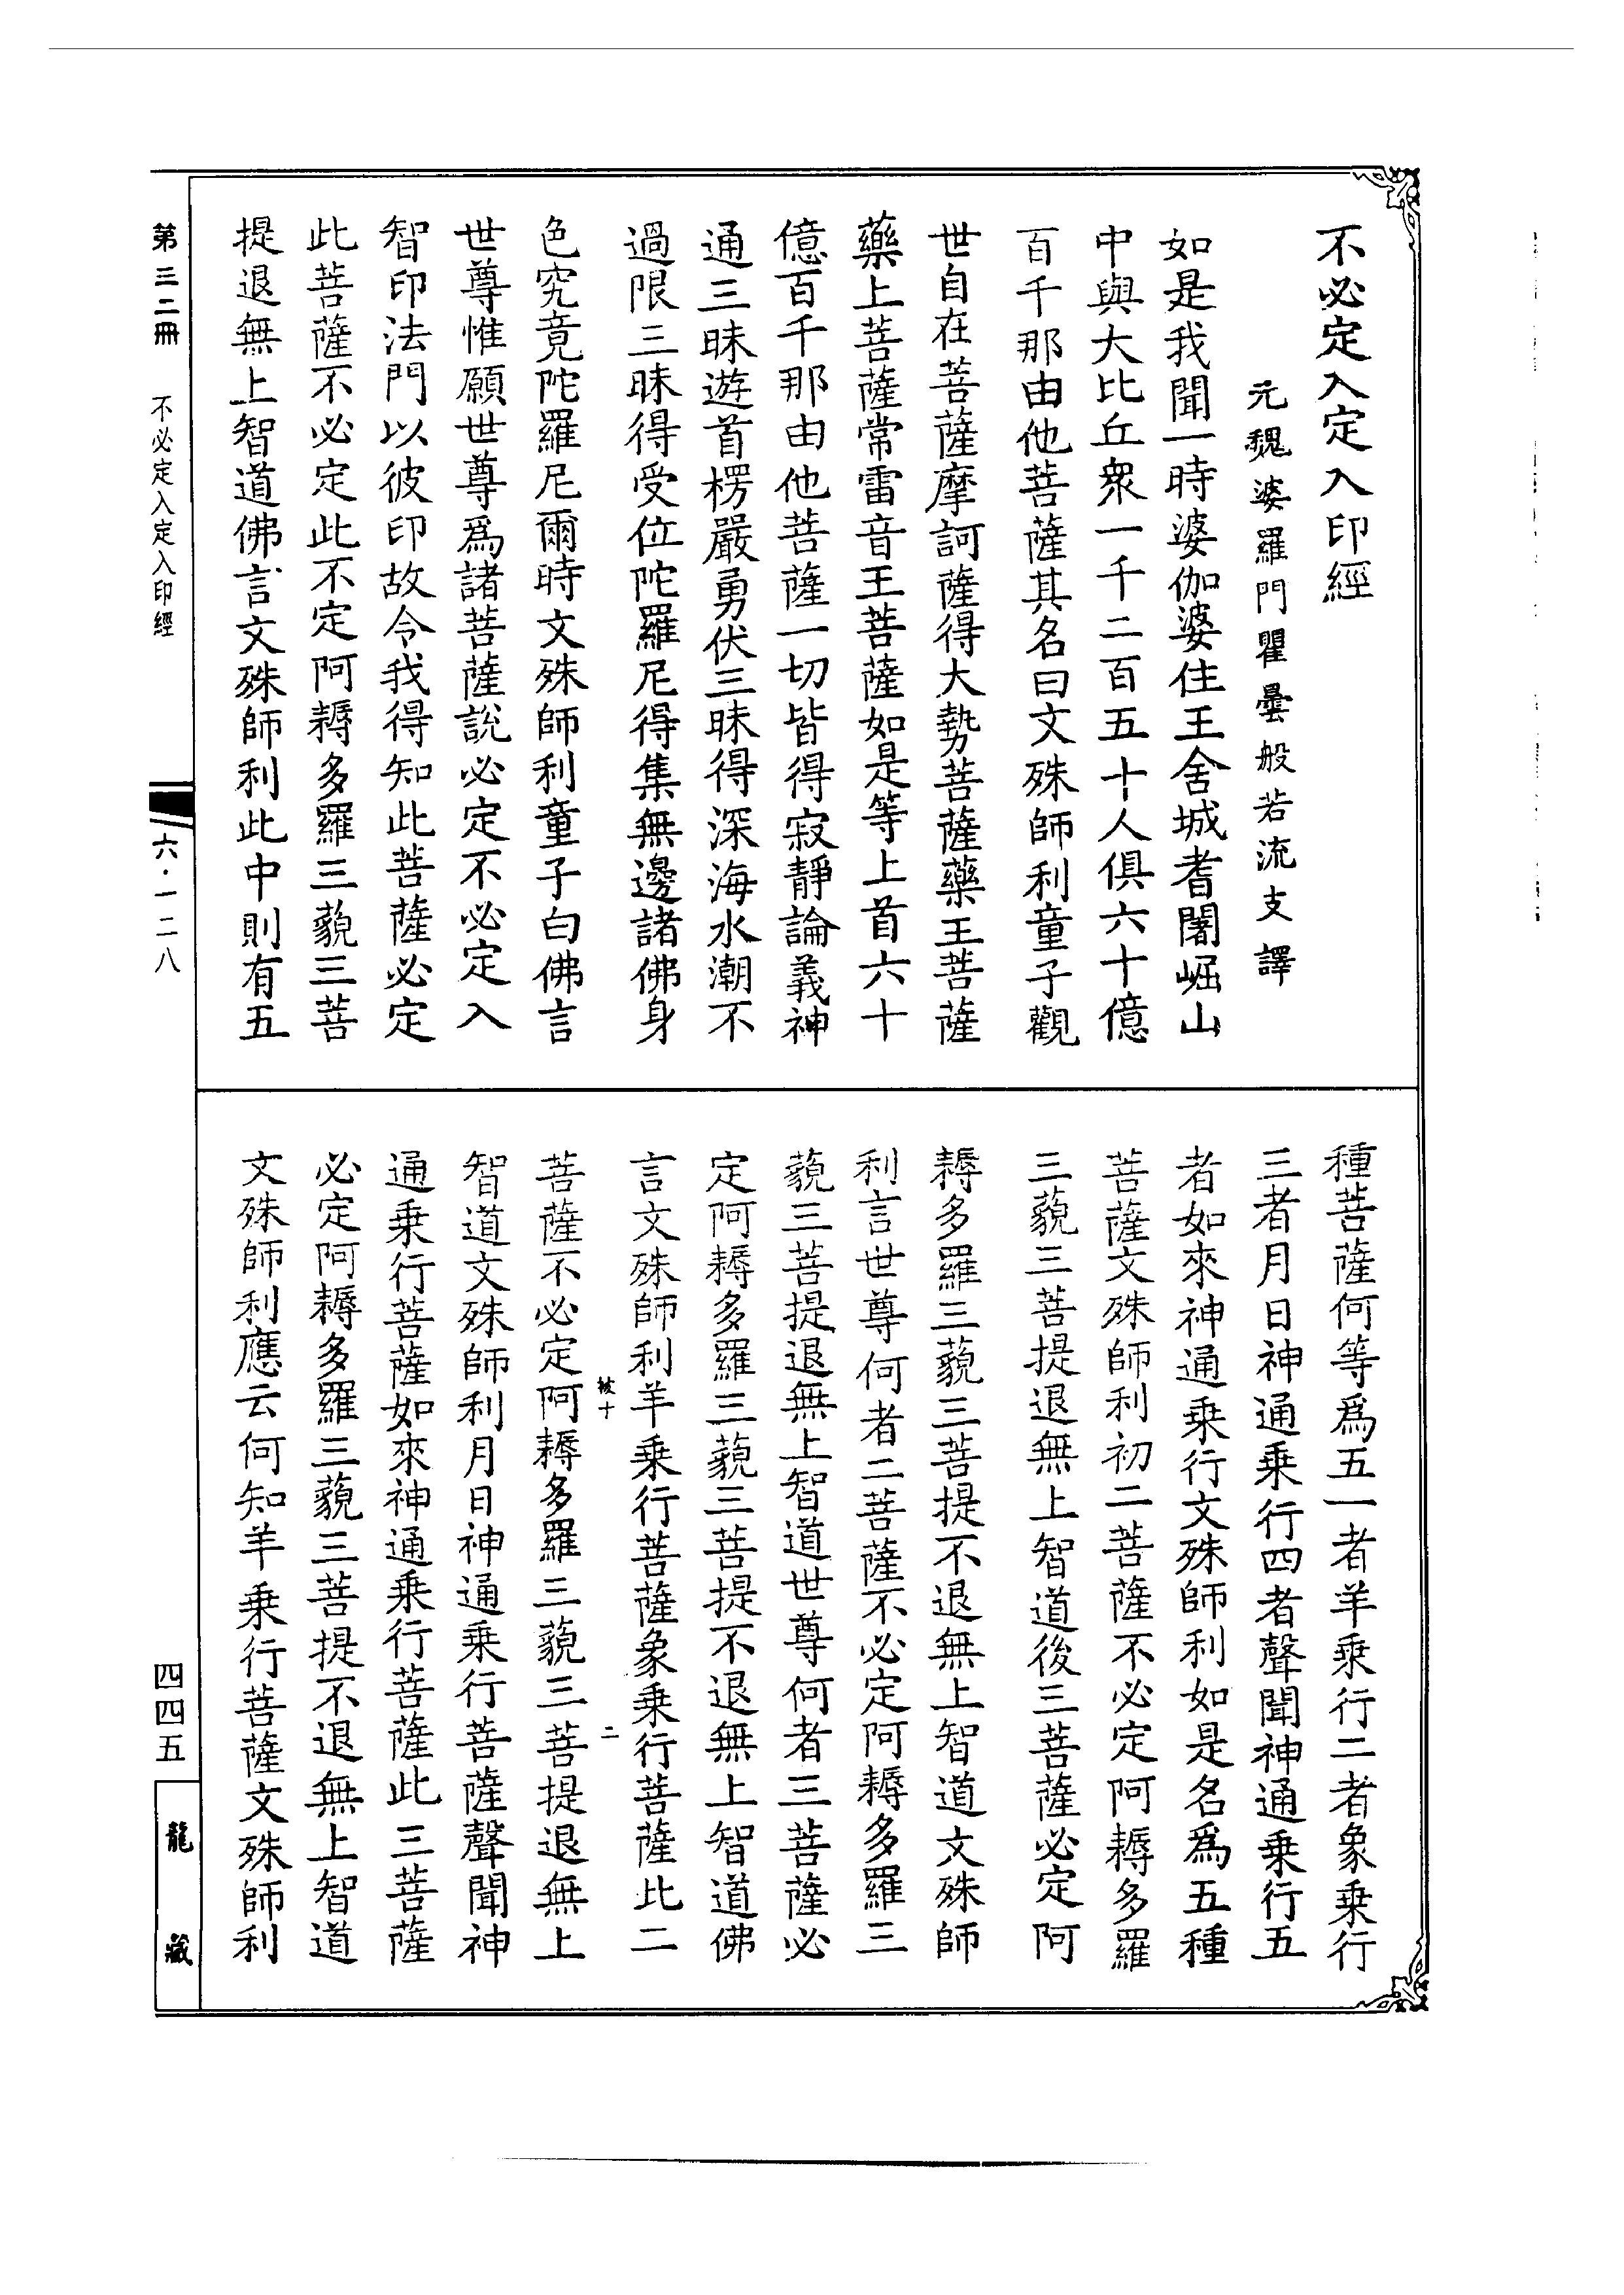 不必定入定入印經
元魏婆羅門瞿曇般若流支譯
如是我聞一時婆伽婆住王舍城耆闍崛山
中與大比丘衆一千二百五十人俱六十億
百千那由他菩薩其名曰文殊師利童子觀
世自在菩薩摩訶薩得大勢菩薩藥王菩薩
藥上菩薩常雷音王菩薩如是等上首六十
億百千那由他菩薩一切皆得寂靜論義神
通三昧遊首楞嚴勇伏三昧得深海水潮不
過限三昧得受位陀羅尼得集無邊諸佛身
色究竟陀羅尼爾時文殊師利童子白佛言
世尊惟願世尊爲諸菩薩說必定不必定入
智印法門以彼印故令我得知此菩薩必定
此菩薩不必定此不定阿耨多羅三藐三菩
提退無上智道佛言文殊師利此中則有五
種菩薩何等爲五一者羊乘行二者象乘行
三者月日神通乘行四者聲聞神通乘行五
者如來神通乘行文殊師利如是名爲五種
菩薩文殊師利初二菩薩不必定阿耨多羅
三藐三菩提退無上智道後三菩薩必定阿
耨多羅三藐三菩提不退無上智道文殊師
利言世尊何者二菩薩不必定阿耨多羅三
藐三菩提退無上智道世尊何者三菩薩必
定阿耨多羅三藐三菩提不退無上智道佛
言文殊師利羊乘行菩薩象乘行菩薩此二
菩薩不必定阿耨多羅三藐三菩提退無上
智道文殊師利月日神通乘行菩薩聲聞神
通乘行菩薩如來神通乘行菩薩此三菩薩
必定阿耨多羅三藐三菩提不退無上智道
文殊師利應云何知羊乘行菩薩文殊師利
十 二
第三二冊 不必定入定入印經
六·一二八
四四五
龍藏